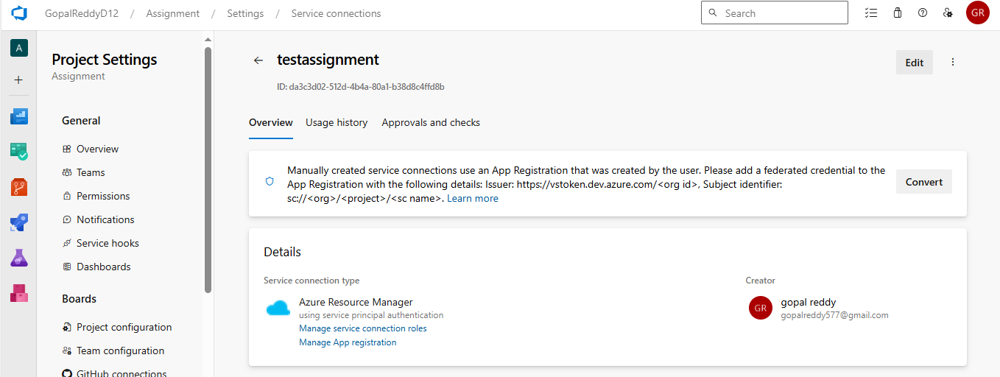 GopalReddyD12 / Assignment / Settings / Service connections
Search
GR
A
Project Settings
Assignment
General
Overview
Teams
Permissions
Notifications
Service hooks
Dashboards
Boards
Project configuration
Team configuration
GitHub connections
testassignment
Edit
ID: da3c3d02-512d-4b4a-80a1-b38d8c4ffd8b
Overview Usage history Approvals and checks
Manually created service connections use an App Registration that was created by the user. Please add a federated credential to the
App Registration with the following details: Issuer: https://vstoken.dev.azure.com/<org id>, Subject identifier:
sc://<org>/<project>/<sc name>. Learn more
Convert
Details
Service connection type
Azure Resource Manager
using service principal authentication
Manage service connection roles
Manage App registration
Creator
GR
gopal reddy
gopalreddy577@gmail.com